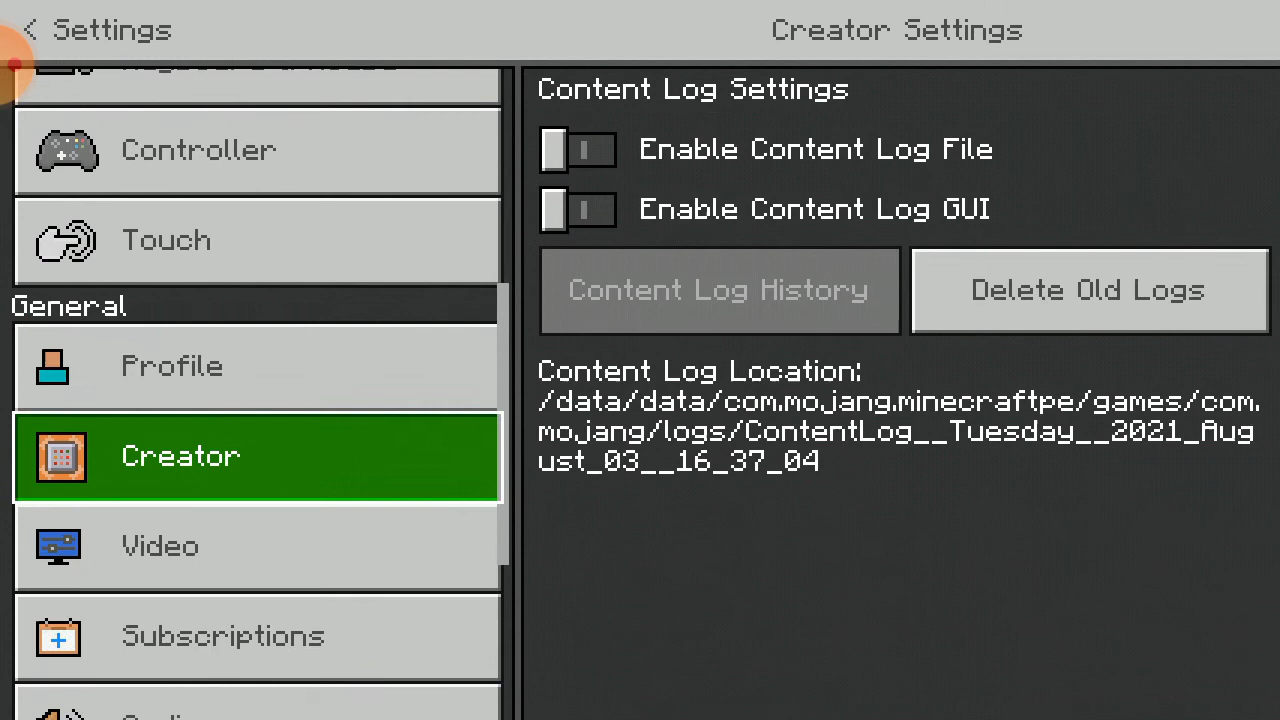 Settings
Creator Settings
Controller
Touch
General
Profile
Creator
Video
Subscriptions
Content Log Settings
Enable Content Log File
Enable Content Log GUI
Content Log History
Delete Old Logs
Content Log Location:
/data/data/com.mojang.minecraftpe/games/com.
mojang/logs/ContentLog__Tuesday__2021_Aug
ust_03__16_37_04